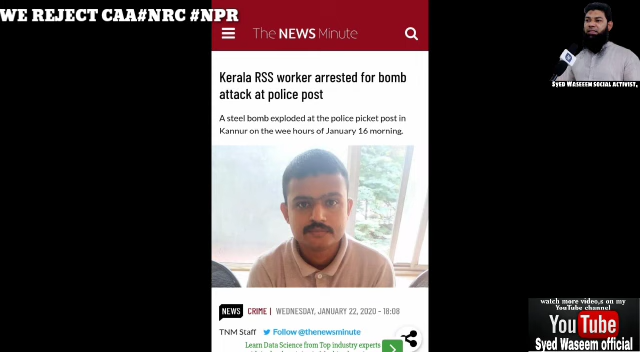 WE REJECT CAA#NRC #NPR
The NEWS Minute
Kerala RSS worker arrested for bomb
attack at police post
A steel bomb exploded at the police picket post in
Kannur on the wee hours of January 16 morning.
NEWS CRIME | WEDNESDAY, JANUARY 22, 2020 - 18:08
TNM Staff Follow @thenewsminute
Learn Data Science from Top industry experts
SYED WASEEEM SOCIAL ACTIVIST,
watch more video,s on my
YouTube channel
YouTube
Syed Waseem official